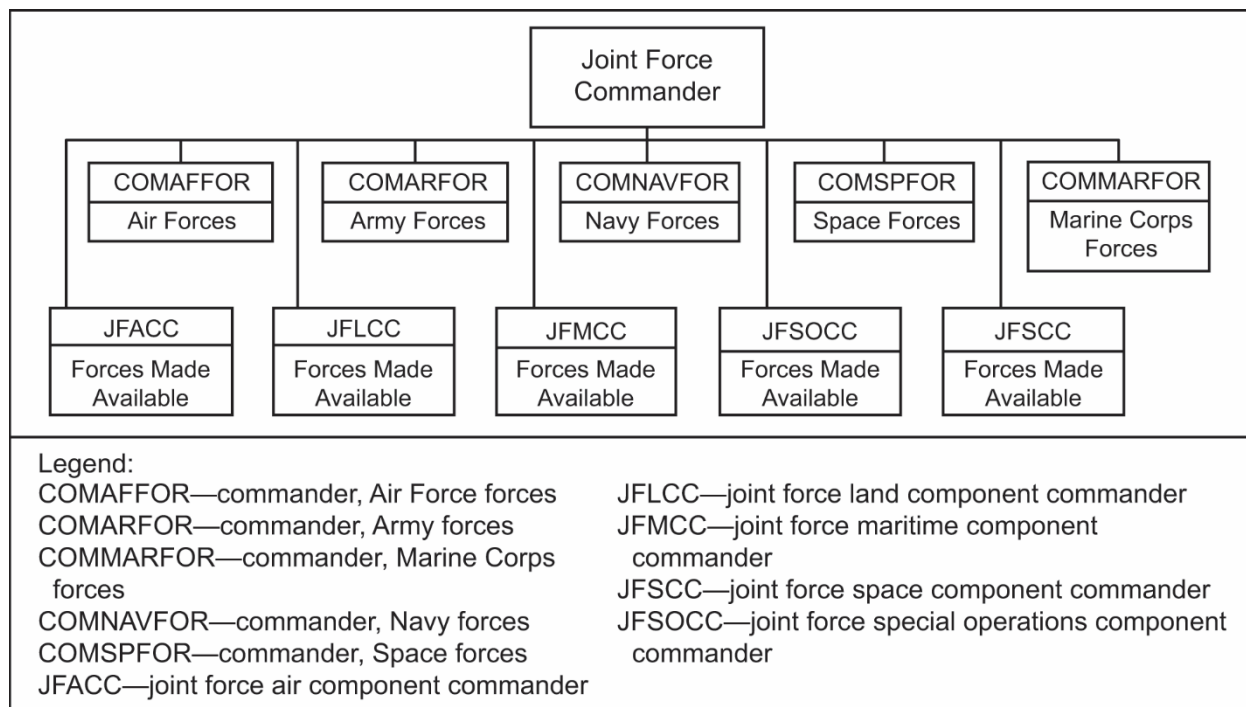 Joint Force
Commander
COMAFFOR
Air Forces
COMARFOR
Army Forces
COMNAVFOR
Navy Forces
COMSPFOR
Space Forces
COMMARFOR
Marine Corps
Forces
JFACC
Forces Made
Available
JFLCC
Forces Made
Available
JFMCC
Forces Made
Available
JFSOCC
Forces Made
Available
JFSCC
Forces Made
Available
Legend:
COMAFFOR—commander, Air Force forces
COMARFOR—commander, Army forces
COMMARFOR—commander, Marine Corps
forces
COMNAVFOR—commander, Navy forces
COMSPFOR—commander, Space forces
JFACC—joint force air component commander
JFLCC—joint force land component commander
JFMCC—joint force maritime component
commander
JFSCC—joint force space component commander
JFSOCC—joint force special operations component
commander